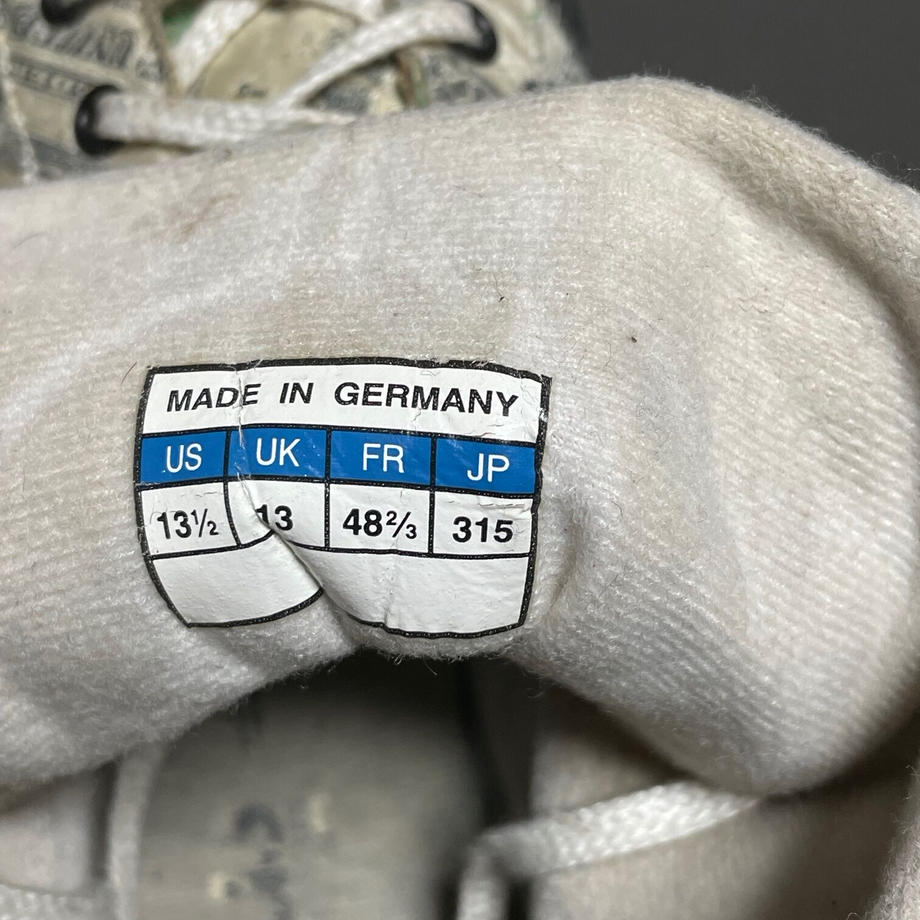 MADE IN GERMANY
US UK FR JP
13½ 13 48⅔ 315